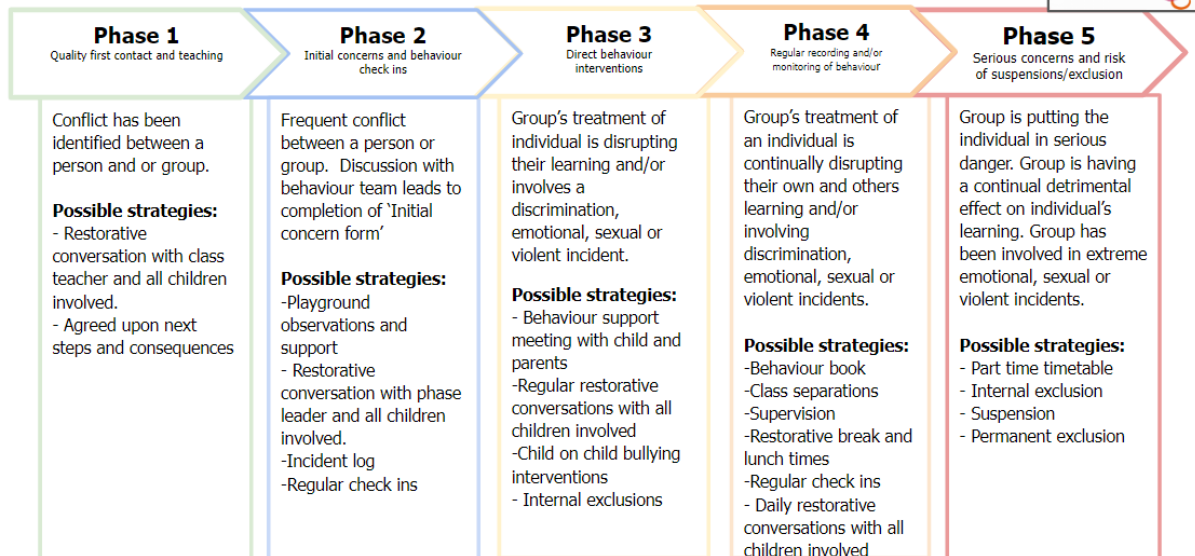 Phase 1
Quality first contact and teaching
Conflict has been
identified between a
person and or group.
Possible strategies:
- Restorative
conversation with class
teacher and all children
involved.
- Agreed upon next
steps and consequences
Phase 2
Initial concerns and behaviour
check ins
Frequent conflict
between a person or
group.  Discussion with
behaviour team leads to
completion of ‘Initial
concern form’
Possible strategies:
-Playground
observations and
support
- Restorative
conversation with phase
leader and all children
involved.
-Incident log
-Regular check ins
Phase 3
Direct behaviour
interventions
Group’s treatment of
individual is disrupting
their learning and/or
involves a
discrimination,
emotional, sexual or
violent incident.
Possible strategies:
- Behaviour support
meeting with child and
parents
-Regular restorative
conversations with all
children involved
-Child on child bullying
interventions
- Internal exclusions
Phase 4
Regular recording and/or
monitoring of behaviour
Group’s treatment of
an individual is
continually disrupting
their own and others
learning and/or
involving
discrimination,
emotional, sexual or
violent incidents.
Possible strategies:
-Behaviour book
-Class separations
-Supervision
-Restorative break and
lunch times
-Regular check ins
- Daily restorative
conversations with all
children involved
Phase 5
Serious concerns and risk
of suspensions/exclusion
Group is putting the
individual in serious
danger. Group is having
a continual detrimental
effect on individual’s
learning. Group has
been involved in extreme
emotional, sexual or
violent incidents.
Possible strategies:
- Part time timetable
- Internal exclusion
- Suspension
- Permanent exclusion